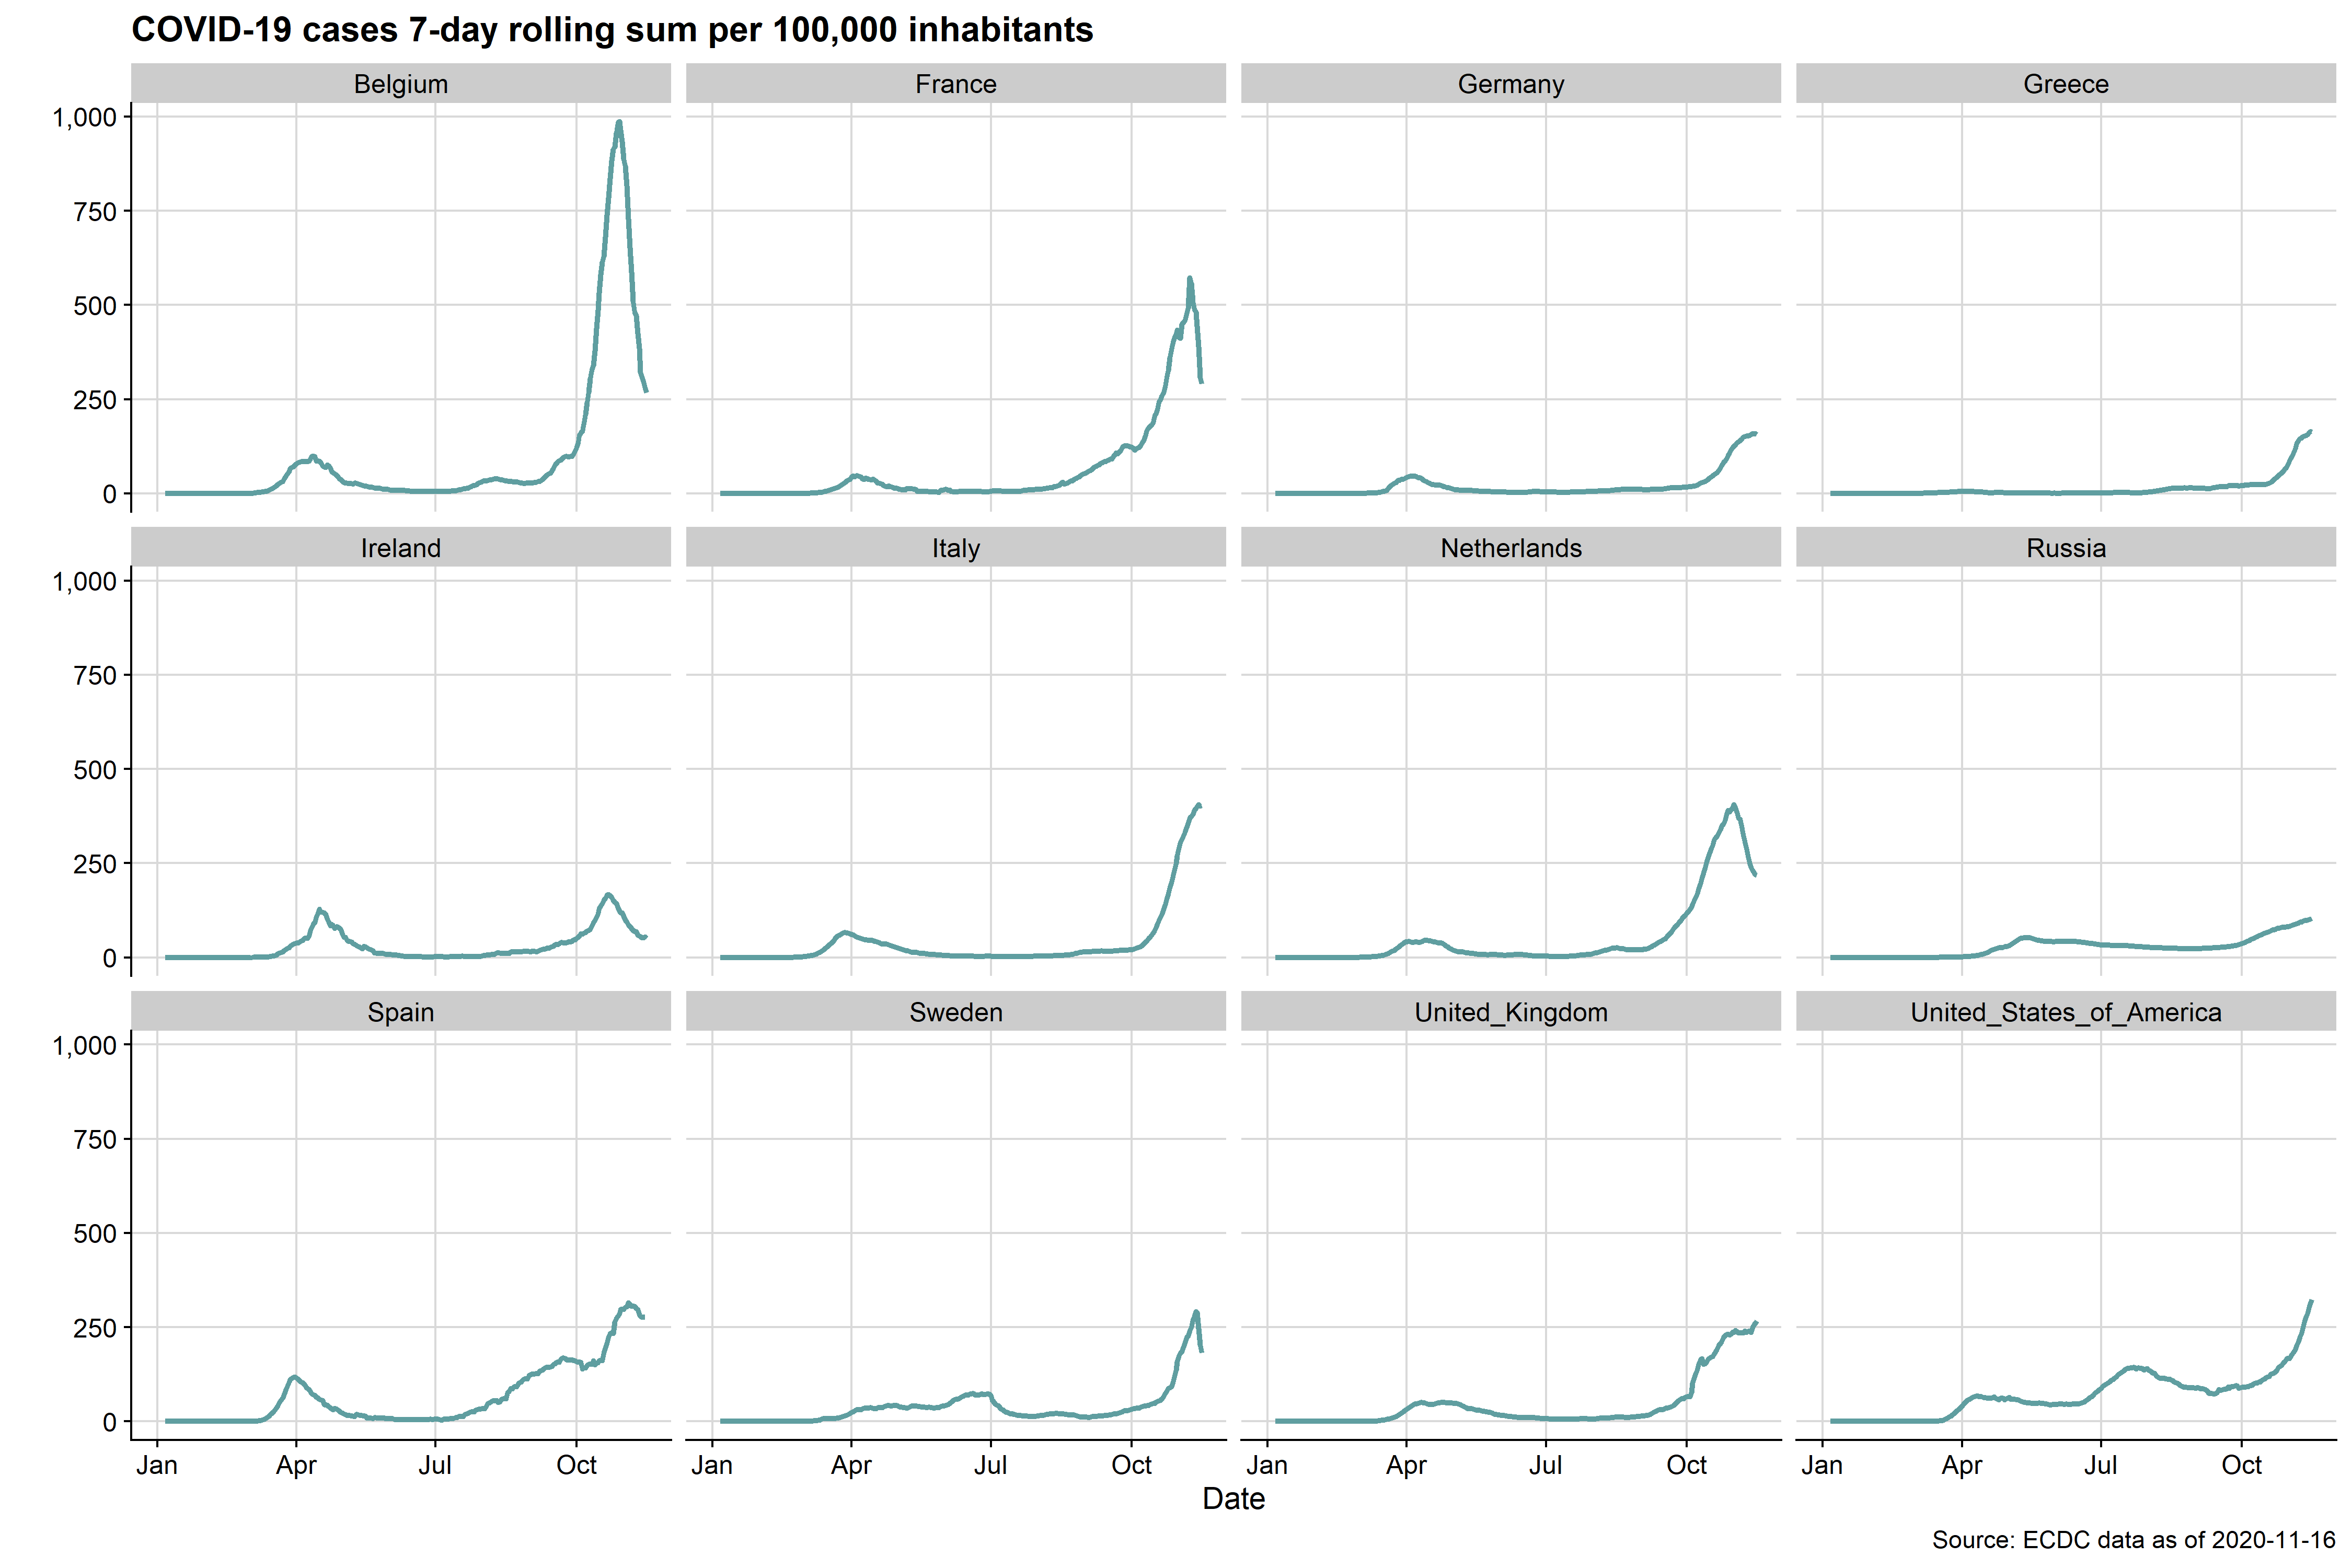 COVID-19 cases 7-day rolling sum per 100,000 inhabitants
Belgium France Germany Greece
1,000
750
500
250
0
Ireland Italy Netherlands Russia
1,000
750
500
250
0
Spain Sweden United_Kingdom United_States_of_America
1,000
750
500
250
0
Jan Apr Jul Oct Jan Apr Jul Oct Jan Apr Jul Oct Jan Apr Jul Oct
Date
Source: ECDC data as of 2020-11-16